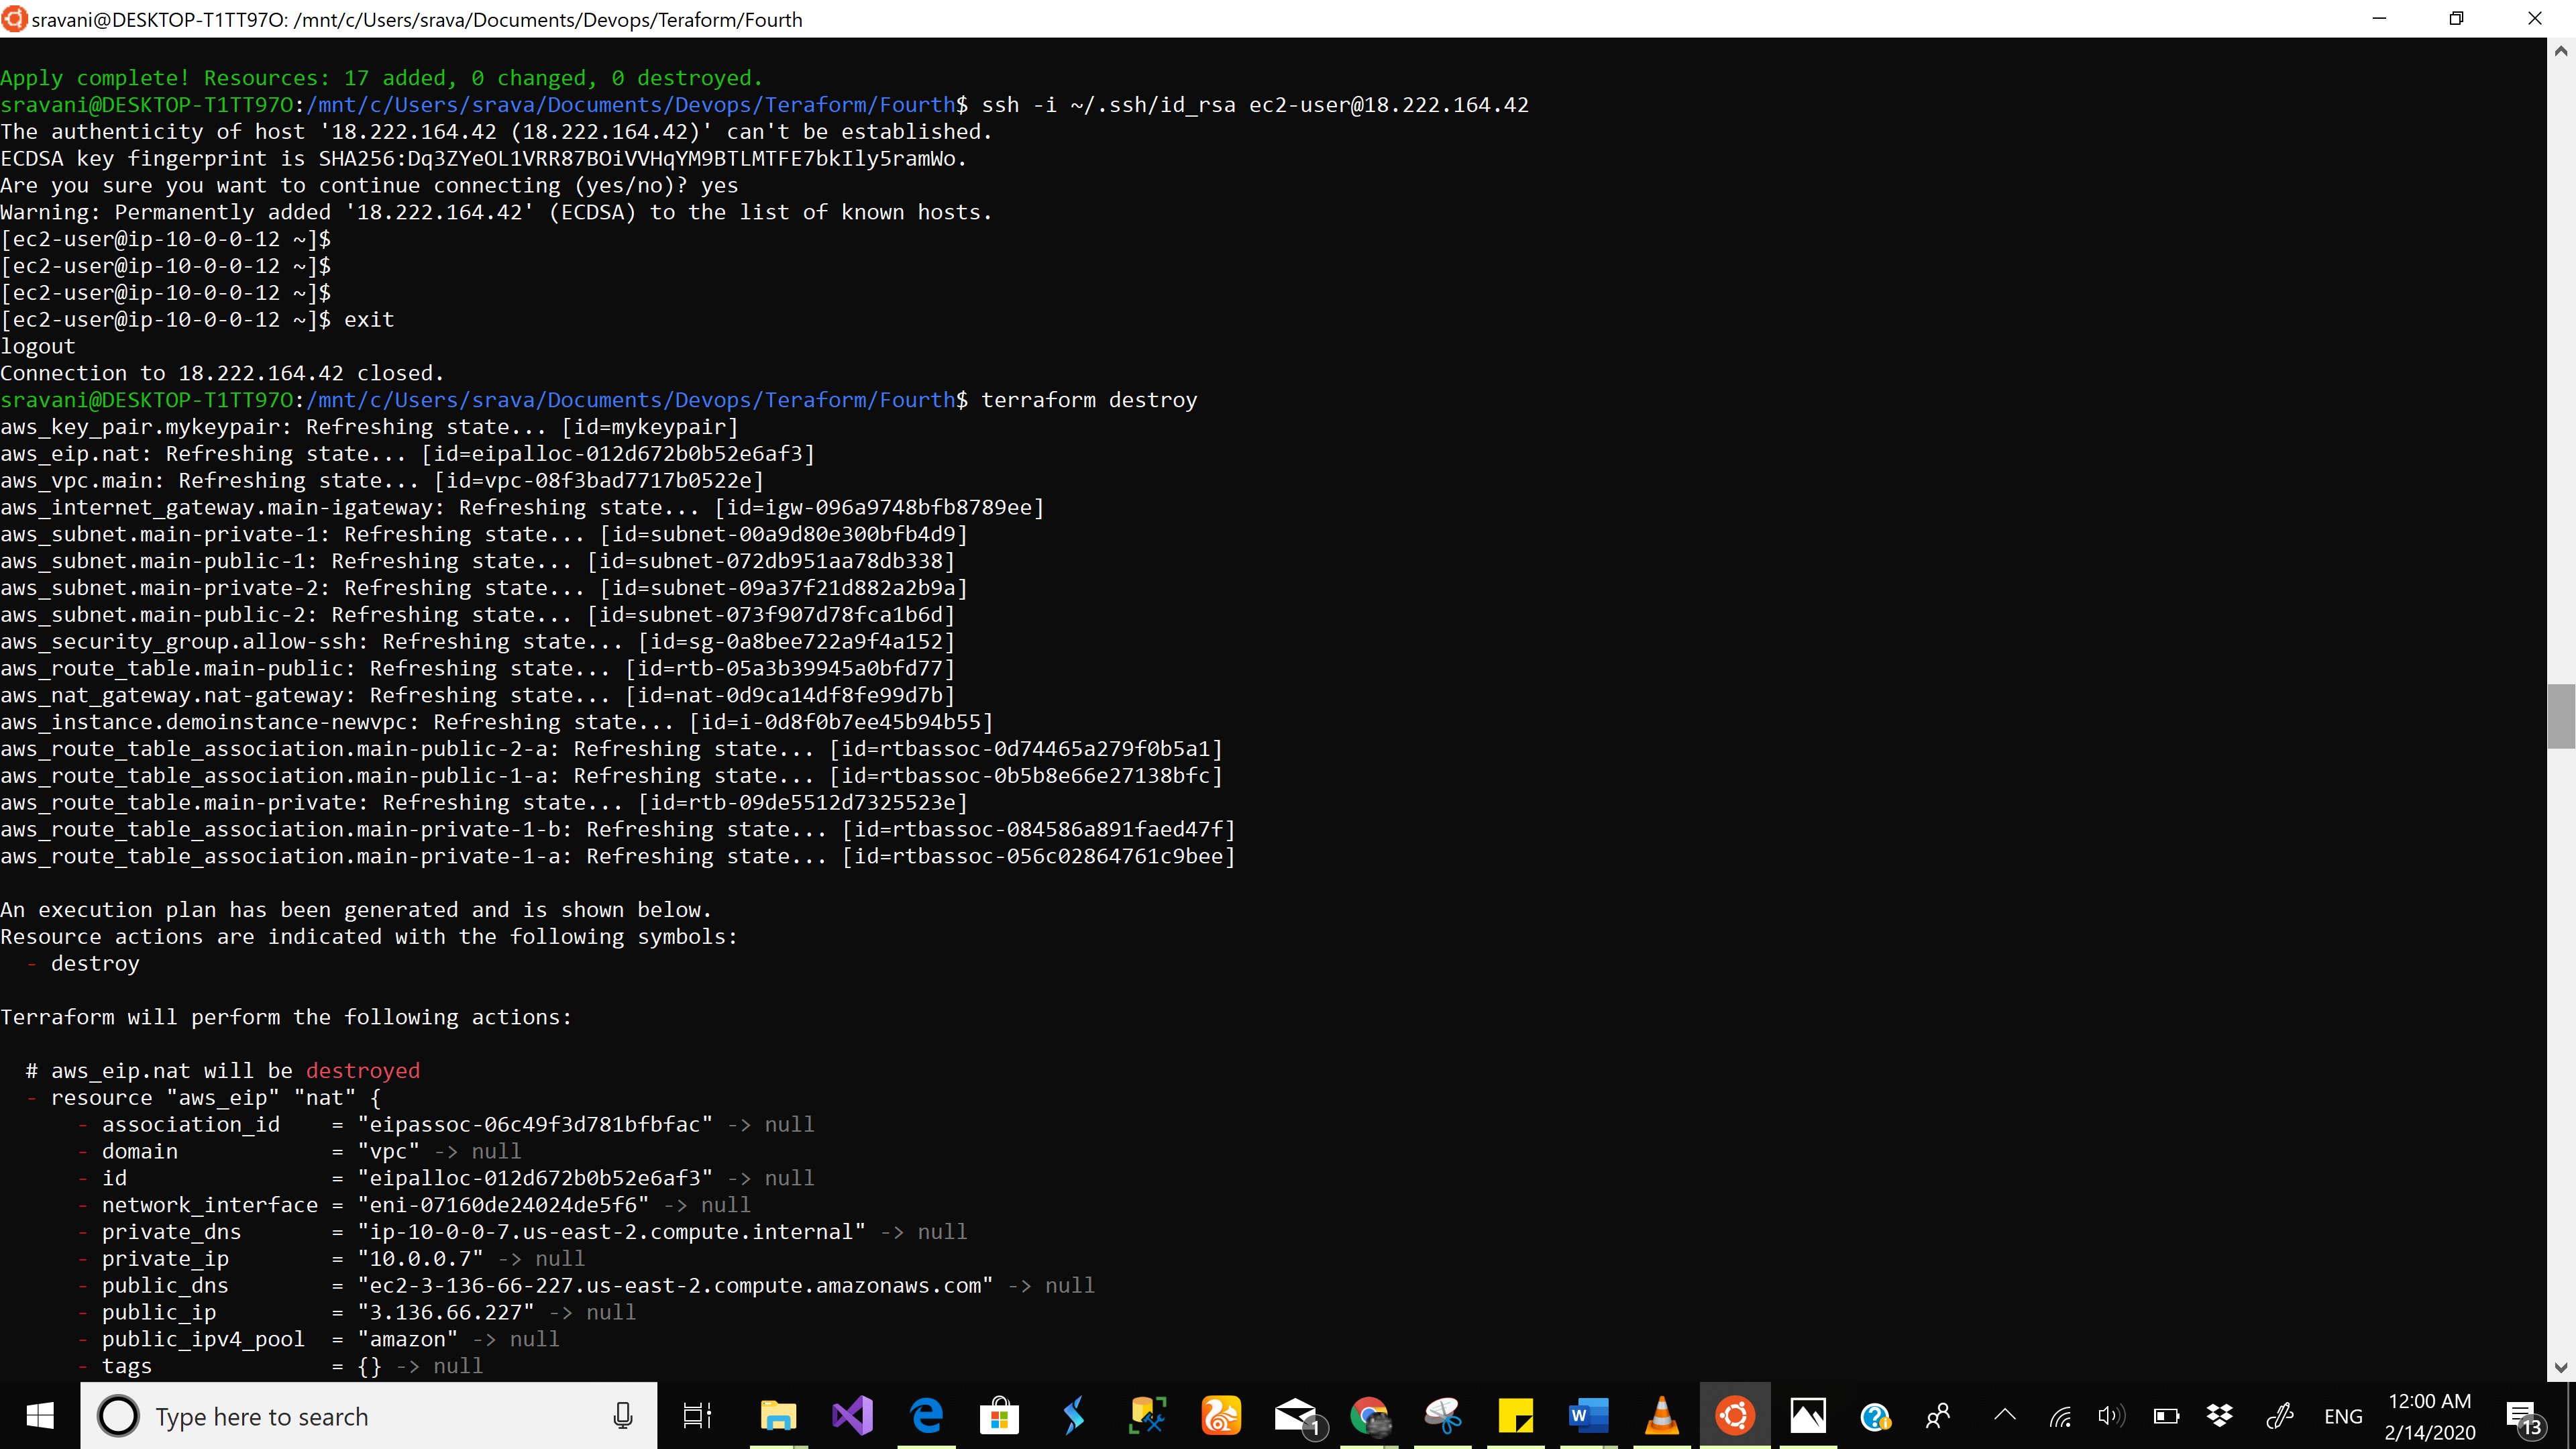 sravani@DESKTOP-T1TT97O: /mnt/c/Users/srava/Documents/Devops/Teraform/Fourth
Apply complete! Resources: 17 added, 0 changed, 0 destroyed.
sravani@DESKTOP-T1TT97O:/mnt/c/Users/srava/Documents/Devops/Teraform/Fourth$ ssh -i ~/.ssh/id_rsa ec2-user@18.222.164.42
The authenticity of host '18.222.164.42 (18.222.164.42)' can't be established.
ECDSA key fingerprint is SHA256:Dq3ZYeOL1VRR87BOiVVHqYM9BTLMTFE7bkIly5ramWo.
Are you sure you want to continue connecting (yes/no)? yes
Warning: Permanently added '18.222.164.42' (ECDSA) to the list of known hosts.
[ec2-user@ip-10-0-0-12 ~]$
[ec2-user@ip-10-0-0-12 ~]$
[ec2-user@ip-10-0-0-12 ~]$
[ec2-user@ip-10-0-0-12 ~]$ exit
logout
Connection to 18.222.164.42 closed.
sravani@DESKTOP-T1TT97O:/mnt/c/Users/srava/Documents/Devops/Teraform/Fourth$ terraform destroy
aws_key_pair.mykeypair: Refreshing state... [id=mykeypair]
aws_eip.nat: Refreshing state... [id=eipalloc-012d672b0b52e6af3]
aws_vpc.main: Refreshing state... [id=vpc-08f3bad7717b0522e]
aws_internet_gateway.main-igateway: Refreshing state... [id=igw-096a9748bfb8789ee]
aws_subnet.main-private-1: Refreshing state... [id=subnet-00a9d80e300bfb4d9]
aws_subnet.main-public-1: Refreshing state... [id=subnet-072db951aa78db338]
aws_subnet.main-private-2: Refreshing state... [id=subnet-09a37f21d882a2b9a]
aws_subnet.main-public-2: Refreshing state... [id=subnet-073f907d78fca1b6d]
aws_security_group.allow-ssh: Refreshing state... [id=sg-0a8bee722a9f4a152]
aws_route_table.main-public: Refreshing state... [id=rtb-05a3b39945a0bfd77]
aws_nat_gateway.nat-gateway: Refreshing state... [id=nat-0d9ca14df8fe99d7b]
aws_instance.demoinstance-newvpc: Refreshing state... [id=i-0d8f0b7ee45b94b55]
aws_route_table_association.main-public-2-a: Refreshing state... [id=rtbassoc-0d74465a279f0b5a1]
aws_route_table_association.main-public-1-a: Refreshing state... [id=rtbassoc-0b5b8e66e27138bfc]
aws_route_table.main-private: Refreshing state... [id=rtb-09de5512d7325523e]
aws_route_table_association.main-private-1-b: Refreshing state... [id=rtbassoc-084586a891faed47f]
aws_route_table_association.main-private-1-a: Refreshing state... [id=rtbassoc-056c02864761c9bee]
An execution plan has been generated and is shown below.
Resource actions are indicated with the following symbols:
  - destroy
Terraform will perform the following actions:
  # aws_eip.nat will be destroyed
  - resource "aws_eip" "nat" {
      - association_id    = "eipassoc-06c49f3d781bfbfac" -> null
      - domain            = "vpc" -> null
      - id                = "eipalloc-012d672b0b52e6af3" -> null
      - network_interface = "eni-07160de24024de5f6" -> null
      - private_dns       = "ip-10-0-0-7.us-east-2.compute.internal" -> null
      - private_ip        = "10.0.0.7" -> null
      - public_dns        = "ec2-3-136-66-227.us-east-2.compute.amazonaws.com" -> null
      - public_ip         = "3.136.66.227" -> null
      - public_ipv4_pool  = "amazon" -> null
      - tags              = {} -> null
Type here to search
1
ENG
12:00 AM
2/14/2020
13